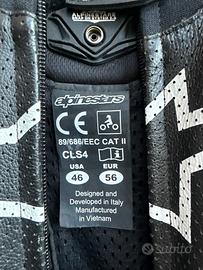 alpinestars
CE
89/686/EEC CAT II
CLS4
USA EUR
46 56
Designed and
Developed in Italy
Manufactured
in Vietnam
subito